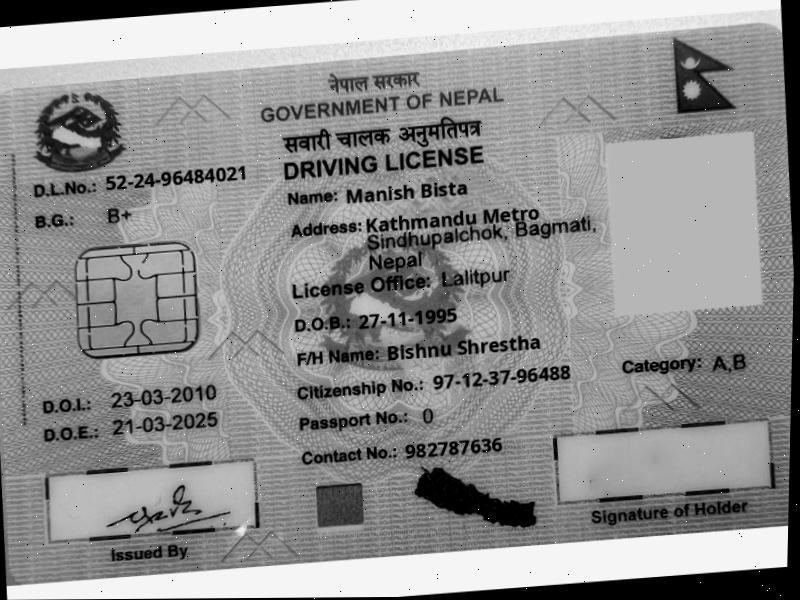 नेपाल सरकार
GOVERNMENT OF NEPAL
सवारी चालक अनुमतिपत्र
DRIVING LICENSE
D.L.No.: 52-24-96484021
B.G.: B+
Name: Manish Bista
Address: Kathmandu Metro
Sindhupalchok, Bagmati,
Nepal
License Office: Lalitpur
D.O.B.: 27-11-1995
F/H Name: Bishnu Shrestha
Citizenship No.: 97-12-37-96488
Category: A,B
D.O.I.: 23-03-2010
D.O.E.: 21-03-2025
Passport No.: 0
Contact No.: 982787636
Issued By
Signature of Holder